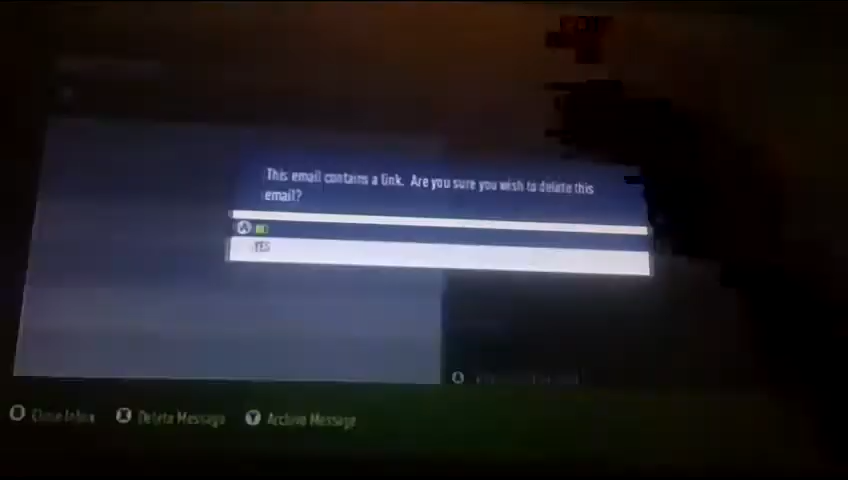 This email contains a link. Are you sure you wish to delete this
email?
A NO
YES
A
Close Inbox X Delete Message Y Archive Message